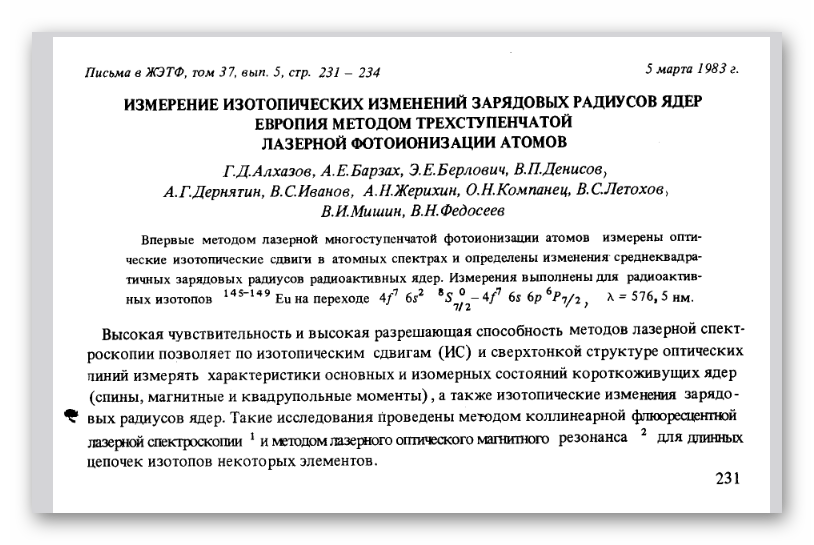 Письма в ЖЭТФ, том 37, вып. 5, стр. 231 – 234
5 марта 1983 г.
ИЗМЕРЕНИЕ ИЗОТОПИЧЕСКИХ ИЗМЕНЕНИЙ ЗАРЯДОВЫХ РАДИУСОВ ЯДЕР
ЕВРОПИЯ МЕТОДОМ ТРЕХСТУПЕНЧАТОЙ
ЛАЗЕРНОЙ ФОТОИОНИЗАЦИИ АТОМОВ
Г.Д.Алхазов, А.Е.Барзах, Э.Е.Берлович, В.П.Денисов,
А.Г.Дернятин, В.С.Иванов, А.Н.Жерихин, О.Н.Компанец, В.С.Летохов,
В.И.Мишин, В.Н.Федосеев
Впервые методом лазерной многоступенчатой фотоионизации атомов измерены опти-
ческие изотопические сдвиги в атомных спектрах и определены изменения среднеквадра-
тичных зарядовых радиусов радиоактивных ядер. Измерения выполнены для радиоактив-
ных изотопов ¹⁴⁵⁻¹⁴⁹ Eu на переходе 4f⁷ 6s² ⁸S⁰₇/₂ – 4f⁷ 6s 6p ⁶P₇/₂, λ = 576,5 нм.
Высокая чувствительность и высокая разрешающая способность методов лазерной спект-
роскопии позволяет по изотопическим сдвигам (ИС) и сверхтонкой структуре оптических
линий измерять характеристики основных и изомерных состояний короткоживущих ядер
(спины, магнитные и квадрупольные моменты), а также изотопические изменения зарядо-
вых радиусов ядер. Такие исследования проведены методом коллинеарной флюоресцентной
лазерной спектроскопии ¹ и методом лазерного оптического магнитного резонанса ² для длинных
цепочек изотопов некоторых элементов.
231